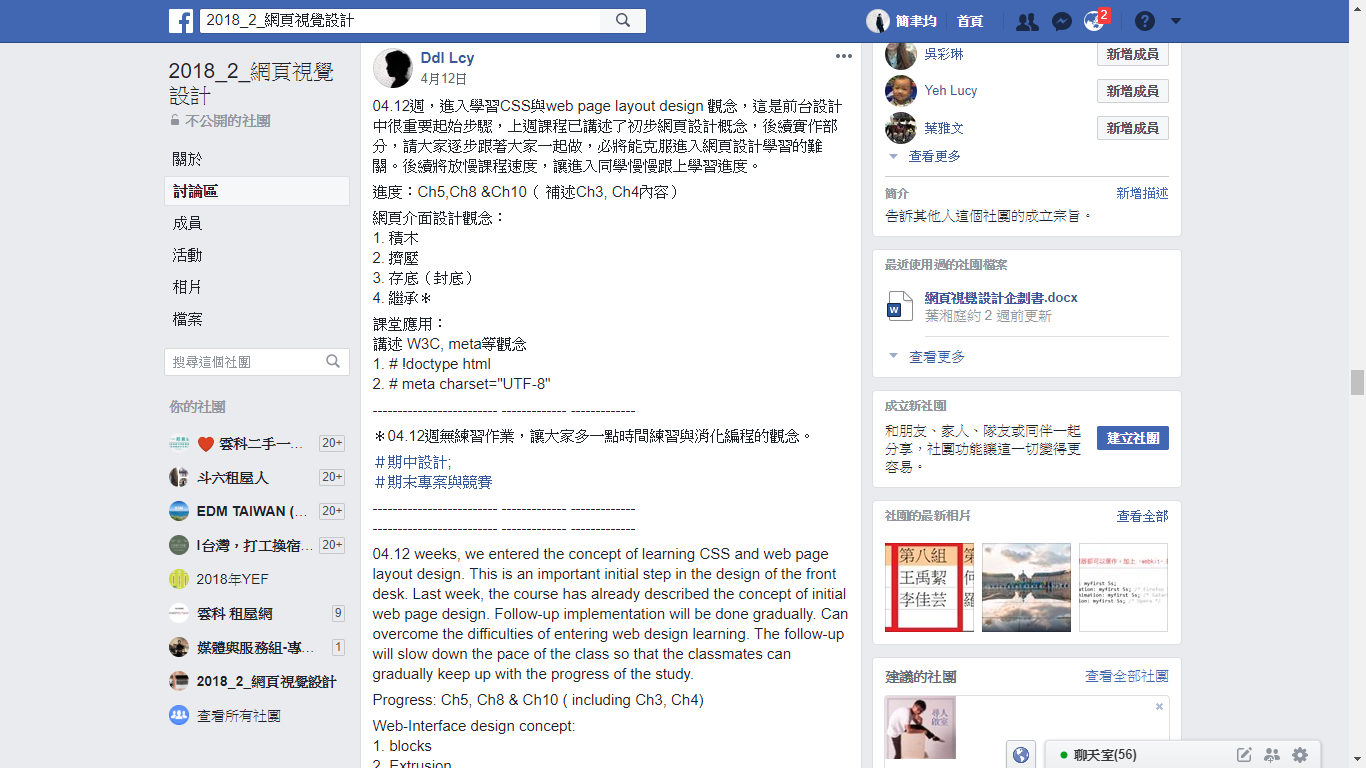 2018_2_網頁視覺設計
簡聿均
首頁
2
2018_2_網頁視覺
設計
不公開的社團
關於
討論區
成員
活動
相片
檔案
搜尋這個社團
你的社團
雲科二手一…
20+
斗六租屋人
20+
EDM TAIWAN (…
20+
I台灣，打工換宿…
20+
2018年YEF
雲科 租屋網
9
媒體與服務組-專…
1
2018_2_網頁視覺設計
查看所有社團
Ddl Lcy
4月12日
04.12週，進入學習CSS與web page layout design 觀念，這是前台設計
中很重要起始步驟，上週課程已講述了初步網頁設計概念，後續實作部
分，請大家逐步跟著大家一起做，必將能克服進入網頁設計學習的難
關。後續將放慢課程速度，讓進入同學慢慢跟上學習進度。
進度：Ch5,Ch8 &Ch10（ 補述Ch3, Ch4內容）
網頁介面設計觀念：
1. 積木
2. 擠壓
3. 存底（封底）
4. 繼承＊
課堂應用：
講述 W3C, meta等觀念
1. # !doctype html
2. # meta charset="UTF-8"
------------------------- ------------- -------------
＊04.12週無練習作業，讓大家多一點時間練習與消化編程的觀念。
＃期中設計;
＃期末專案與競賽
------------------------- ------------- -------------
------------------------- ------------- -------------
04.12 weeks, we entered the concept of learning CSS and web page
layout design. This is an important initial step in the design of the front
desk. Last week, the course has already described the concept of initial
web page design. Follow-up implementation will be done gradually. Can
overcome the difficulties of entering web design learning. The follow-up
will slow down the pace of the class so that the classmates can
gradually keep up with the progress of the study.
Progress: Ch5, Ch8 & Ch10 ( including Ch3, Ch4)
Web-Interface design concept:
1. blocks
2. Extrusion
吳彩琳
新增成員
Yeh Lucy
新增成員
葉雅文
新增成員
查看更多
簡介
新增描述
告訴其他人這個社團的成立宗旨。
最近使用過的社團檔案
網頁視覺設計企劃書.docx
葉湘庭約 2 週前更新
查看更多
成立新社團
和朋友、家人、隊友或同伴一起
分享，社團功能讓這一切變得更
容易。
建立社團
社團的最新相片
查看全部
第八組
王禹絜
李佳芸
建議的社團
查看全部社團
尋人
啟室
聊天室(56)